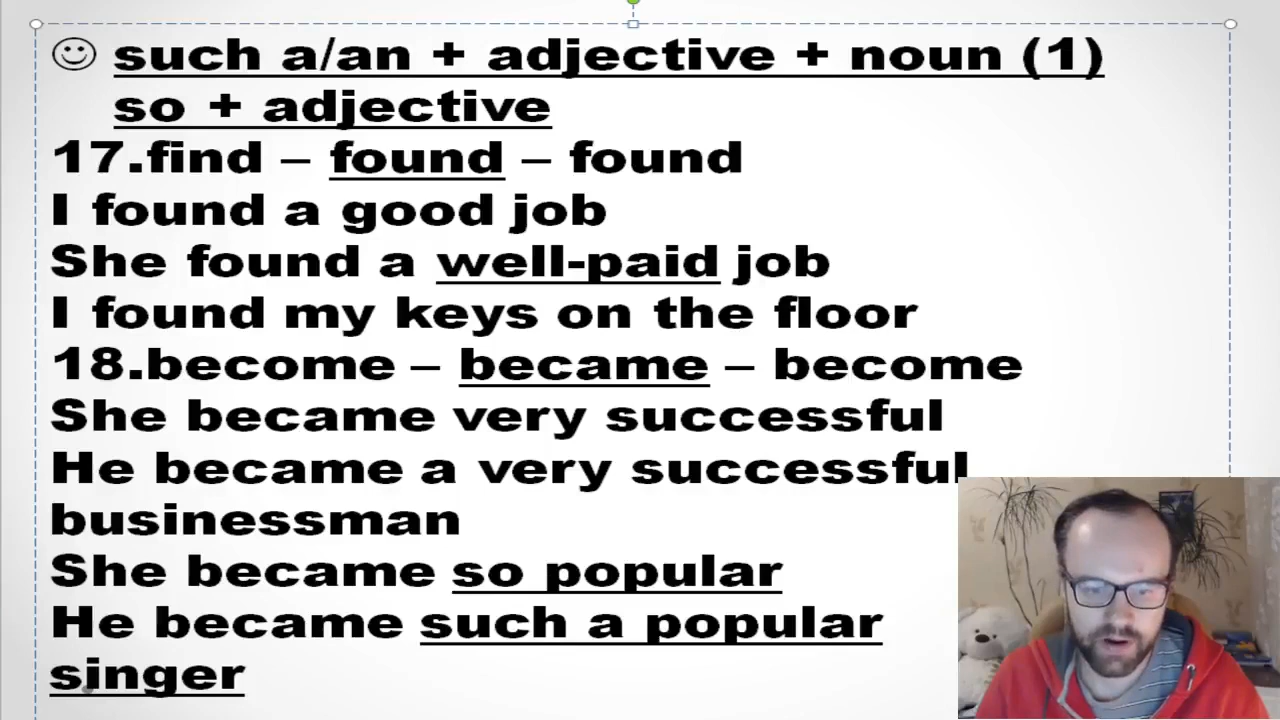 ☺ such a/an + adjective + noun (1)
so + adjective
17.find – found – found
I found a good job
She found a well-paid job
I found my keys on the floor
18.become – became – become
She became very successful
He became a very successful
businessman
She became so popular
He became such a popular
singer